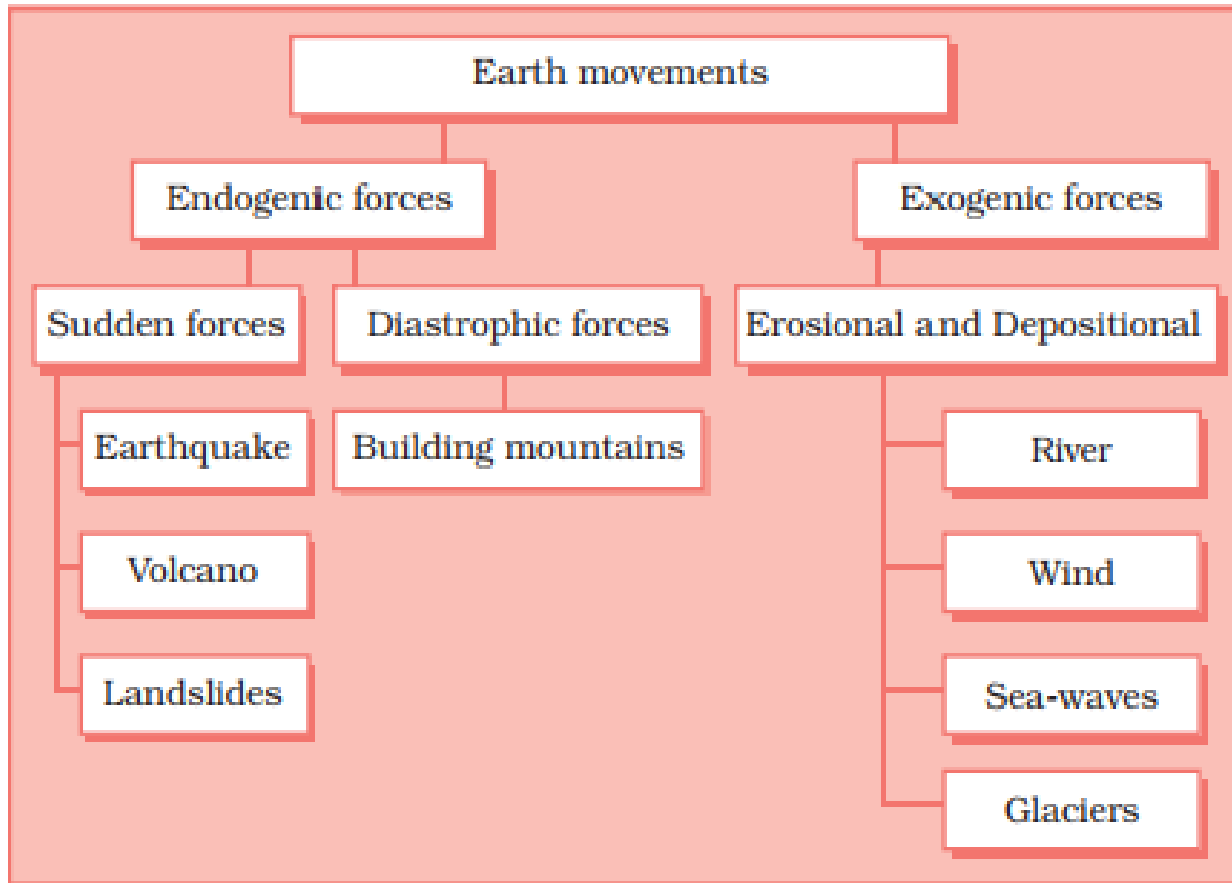 Earth movements
Endogenic forces
Exogenic forces
Sudden forces
Diastrophic forces
Erosional and Depositional
Earthquake
Building mountains
River
Volcano
Wind
Landslides
Sea-waves
Glaciers